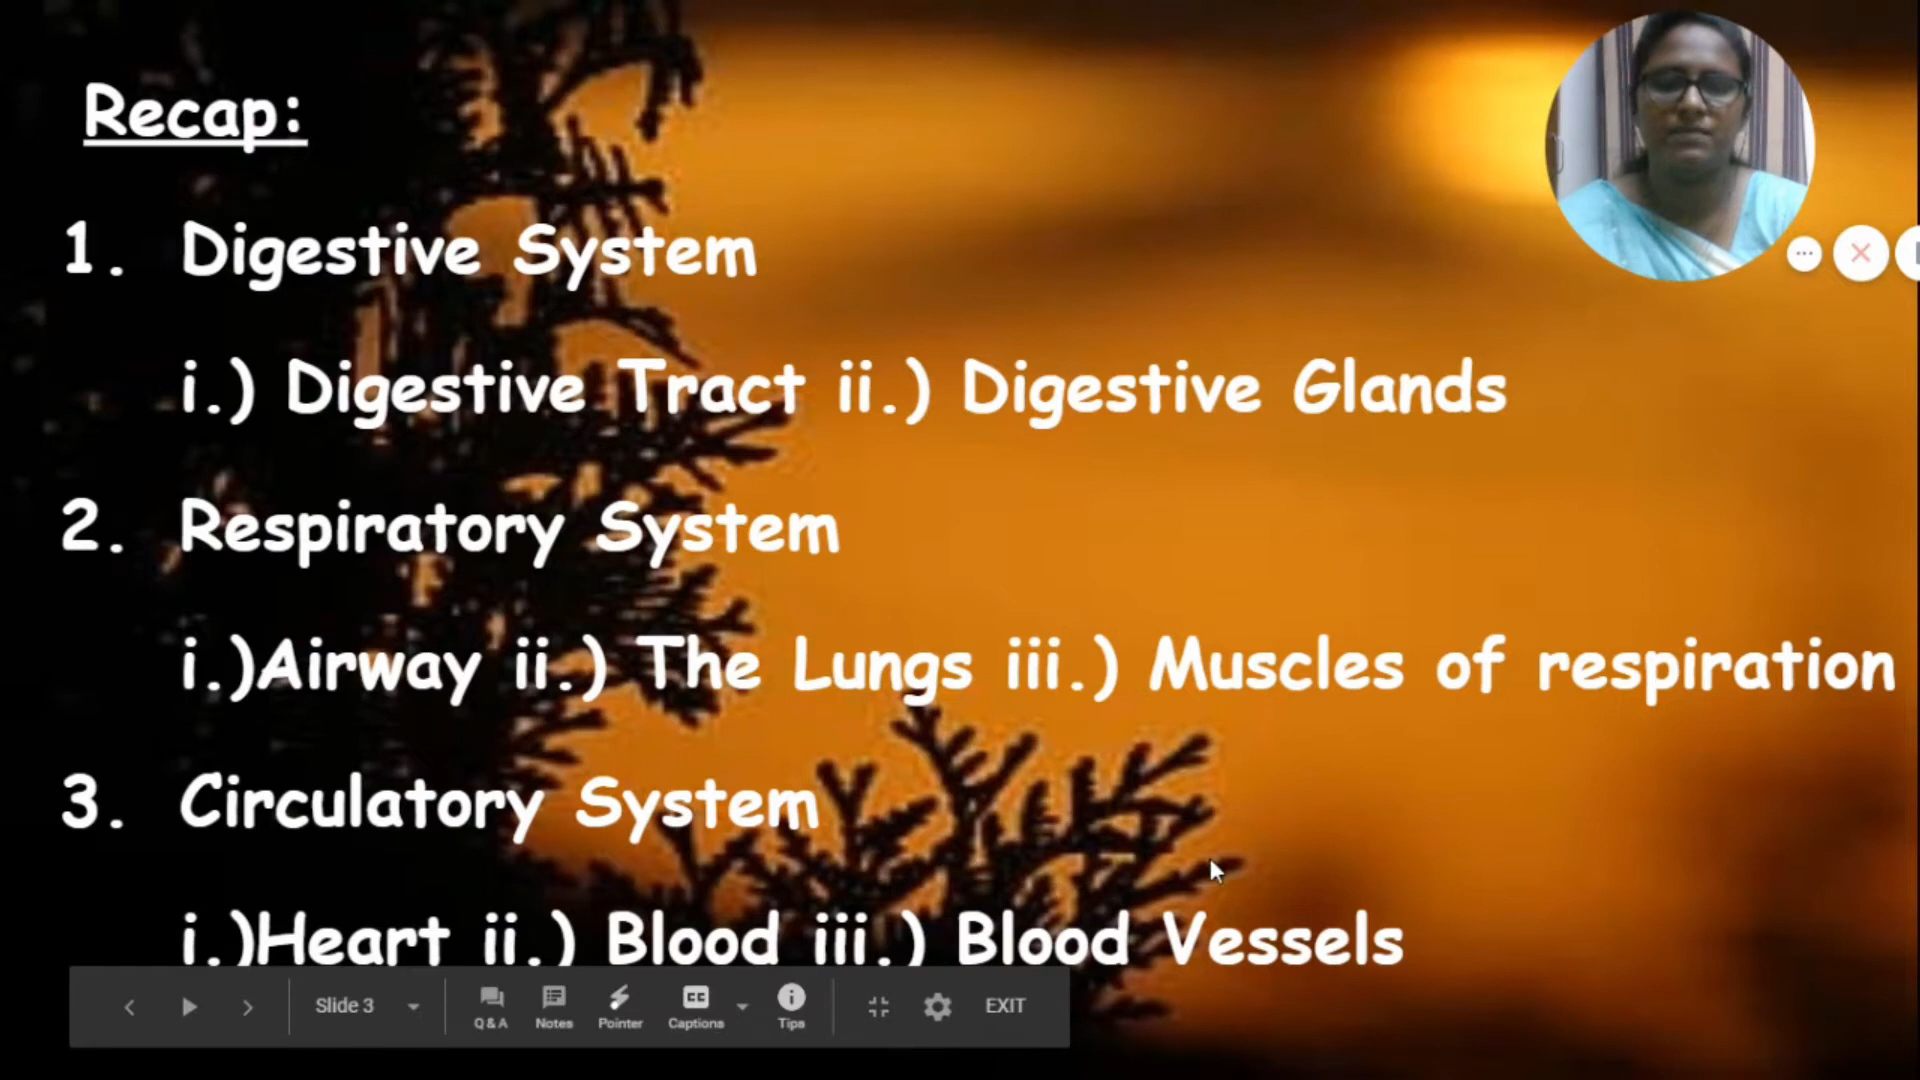 Recap:
1. Digestive System
i.) Digestive Tract ii.) Digestive Glands
2. Respiratory System
i.)Airway ii.) The Lungs iii.) Muscles of respiration
3. Circulatory System
i.)Heart ii.) Blood iii.) Blood Vessels
Slide 3 Q & A Notes Pointer CC Captions Tips EXIT